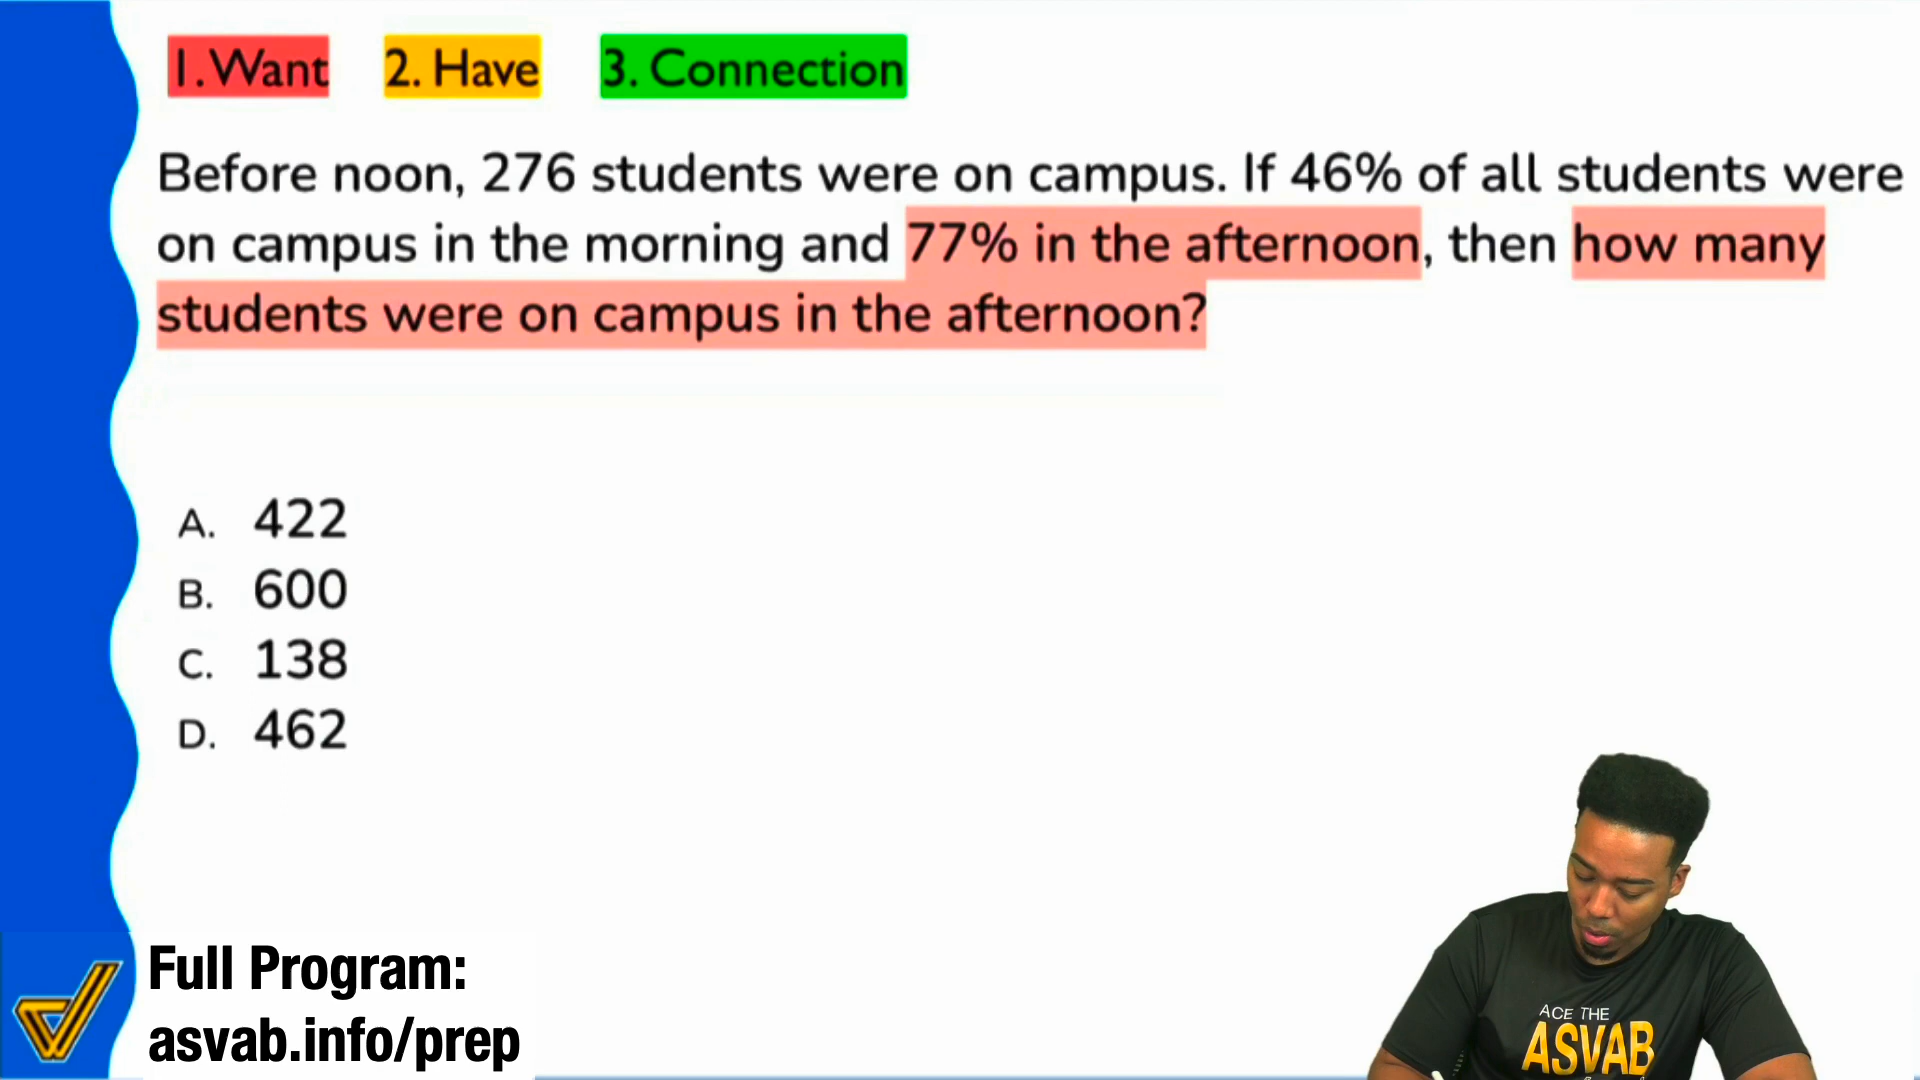 1. Want 2. Have 3. Connection
Before noon, 276 students were on campus. If 46% of all students were
on campus in the morning and 77% in the afternoon, then how many
students were on campus in the afternoon?
A. 422
B. 600
C. 138
D. 462
Full Program:
asvab.info/prep
ACE THE
ASVAB